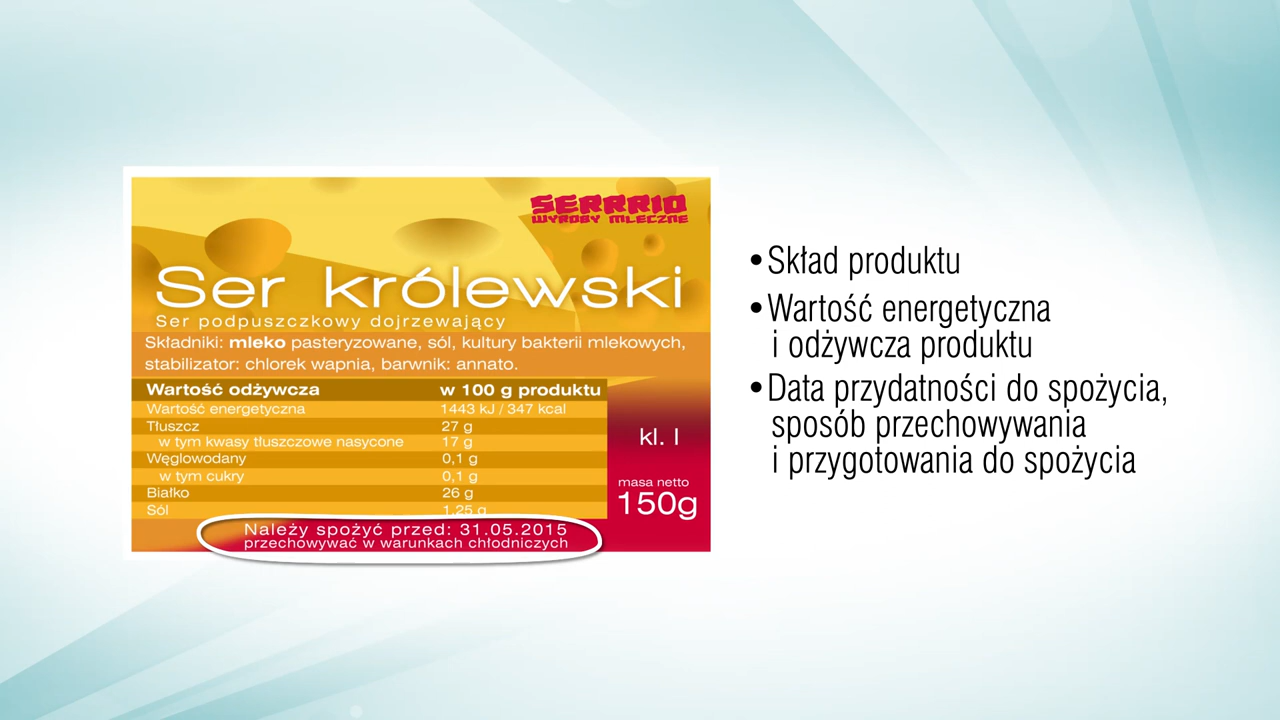 SERRRIO
WYROBY MLECZNE
Ser królewski
Ser podpuszczkowy dojrzewający
Składniki: mleko pasteryzowane, sól, kultury bakterii mlekowych,
stabilizator: chlorek wapnia, barwnik: annato.
Wartość odżywcza w 100 g produktu
Wartość energetyczna 1443 kJ / 347 kcal
Tłuszcz 27 g
w tym kwasy tłuszczowe nasycone 17 g
Węglowodany 0,1 g
w tym cukry 0,1 g
Białko 26 g
Sól 1,25 g
kl. I
masa netto
150g
Należy spożyć przed: 31.05.2015
przechowywać w warunkach chłodniczych
•Skład produktu
•Wartość energetyczna
i odżywcza produktu
•Data przydatności do spożycia,
sposób przechowywania
i przygotowania do spożycia